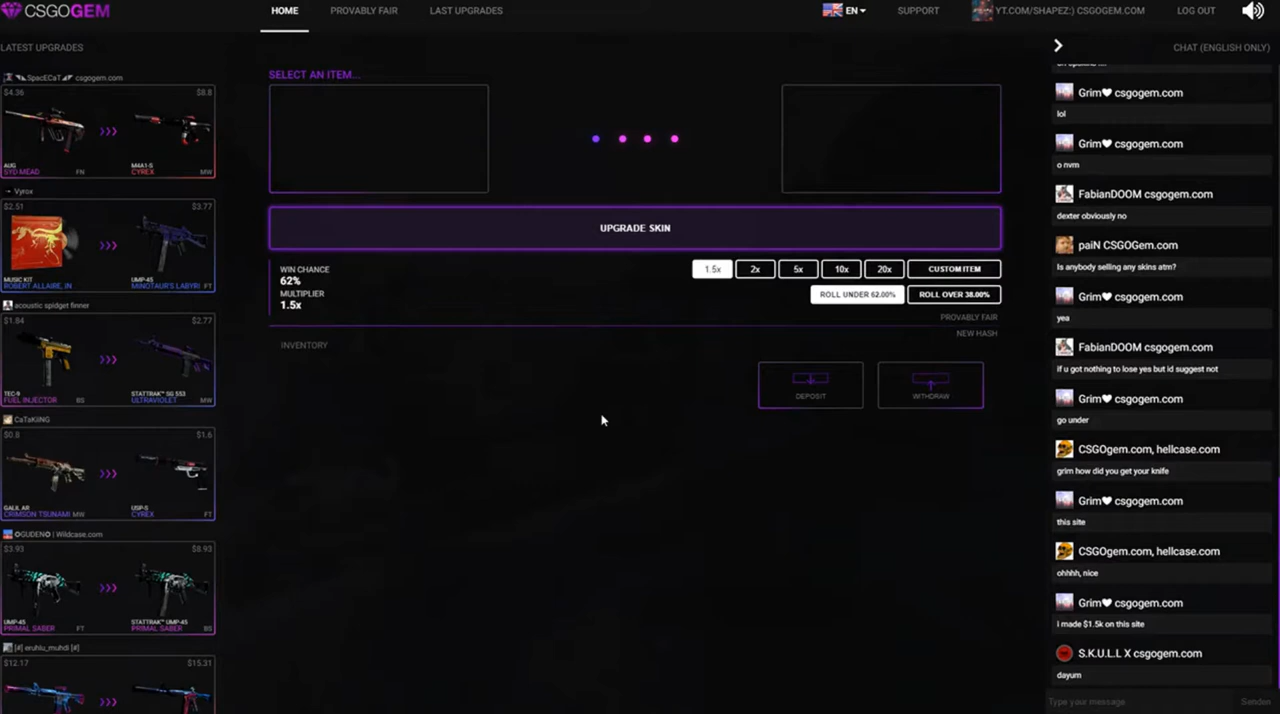 CSGOGEM
HOME
PROVABLY FAIR
LAST UPGRADES
EN
SUPPORT
YT.COM/SHAPEZ:) CSGOGEM.COM
LOG OUT
LATEST UPGRADES
SpecECaT csgogem.com
$4.36 $8.8
AUG M4A1-S
SYD MEAD FN CYREX MW
Vyrox
$2.51 $3.77
MUSIC KIT UMP-45
ROBERT ALLAIRE, IN MINOTAUR'S LABYRI FT
acoustic spidget finner
$1.84 $2.77
TEC-9 STATTRAK™ SG 553
FUEL INJECTOR BS ULTRAVIOLET MW
CaTaKiiNG
$0.8 $1.6
GALIL AR USP-S
CRIMSON TSUNAMI MW CYREX FT
✪GUDEN✪ | Wildcase.com
$3.93 $8.93
UMP-45 STATTRAK™ UMP-45
PRIMAL SABER FT PRIMAL SABER BS
[#] eruhlu_muhdi [#]
$12.17 $15.31
SELECT AN ITEM...
UPGRADE SKIN
WIN CHANCE
62%
MULTIPLIER
1.5x
1.5x 2x 5x 10x 20x CUSTOM ITEM
ROLL UNDER 62.00% ROLL OVER 38.00%
PROVABLY FAIR
NEW HASH
INVENTORY
DEPOSIT WITHDRAW
CHAT (ENGLISH ONLY)
Grim❤ csgogem.com
lol
Grim❤ csgogem.com
o nvm
FabianDOOM csgogem.com
dexter obviously no
paiN CSGOGem.com
Is anybody selling any skins atm?
Grim❤ csgogem.com
yea
FabianDOOM csgogem.com
if u got nothing to lose yes but id suggest not
Grim❤ csgogem.com
go under
CSGOgem.com, hellcase.com
grim how did you get your knife
Grim❤ csgogem.com
this site
CSGOgem.com, hellcase.com
ohhhh, nice
Grim❤ csgogem.com
i made $1.5k on this site
S.K.U.L.L X csgogem.com
dayum
Type your message
Senden